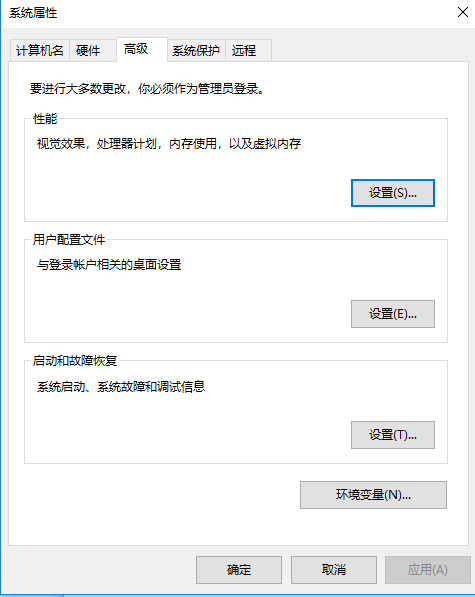 系统属性
计算机名 硬件 高级 系统保护 远程
要进行大多数更改，你必须作为管理员登录。
性能
视觉效果，处理器计划，内存使用，以及虚拟内存
设置(S)...
用户配置文件
与登录帐户相关的桌面设置
设置(E)...
启动和故障恢复
系统启动、系统故障和调试信息
设置(T)...
环境变量(N)...
确定 取消 应用(A)